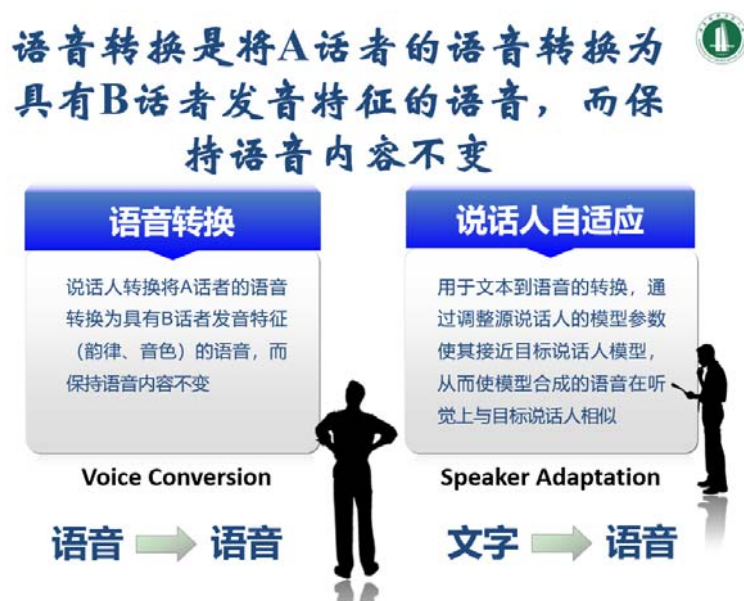 语音转换是将A话者的语音转换为
具有B话者发音特征的语音，而保
持语音内容不变
语音转换
说话人转换将A话者的语音
转换为具有B话者发音特征
（韵律、音色）的语音，而
保持语音内容不变
Voice Conversion
语音 语音
说话人自适应
用于文本到语音的转换，通
过调整源说话人的模型参数
使其接近目标说话人模型，
从而使模型合成的语音在听
觉上与目标说话人相似
Speaker Adaptation
文字 语音